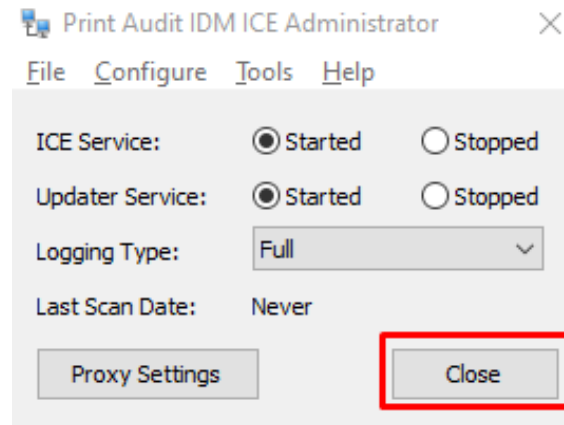 Print Audit IDM ICE Administrator
File Configure Tools Help
ICE Service: Started Stopped
Updater Service: Started Stopped
Logging Type: Full
Last Scan Date: Never
Proxy Settings Close